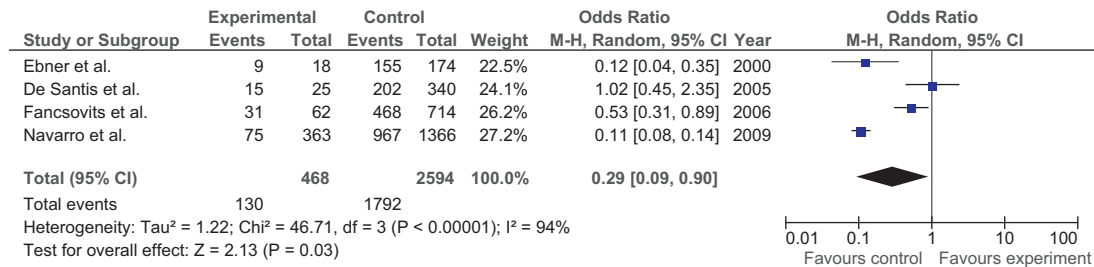 Experimental Control Odds Ratio Odds Ratio
Study or Subgroup Events Total Events Total Weight M-H, Random, 95% CI Year M-H, Random, 95% CI
Ebner et al. 9 18 155 174 22.5% 0.12 [0.04, 0.35] 2000
De Santis et al. 15 25 202 340 24.1% 1.02 [0.45, 2.35] 2005
Fancsovits et al. 31 62 468 714 26.2% 0.53 [0.31, 0.89] 2006
Navarro et al. 75 363 967 1366 27.2% 0.11 [0.08, 0.14] 2009
Total (95% CI) 468 2594 100.0% 0.29 [0.09, 0.90]
Total events 130 1792
Heterogeneity: Tau² = 1.22; Chi² = 46.71, df = 3 (P < 0.00001); I² = 94%
Test for overall effect: Z = 2.13 (P = 0.03)
0.01 0.1 1 10 100
Favours control Favours experiment